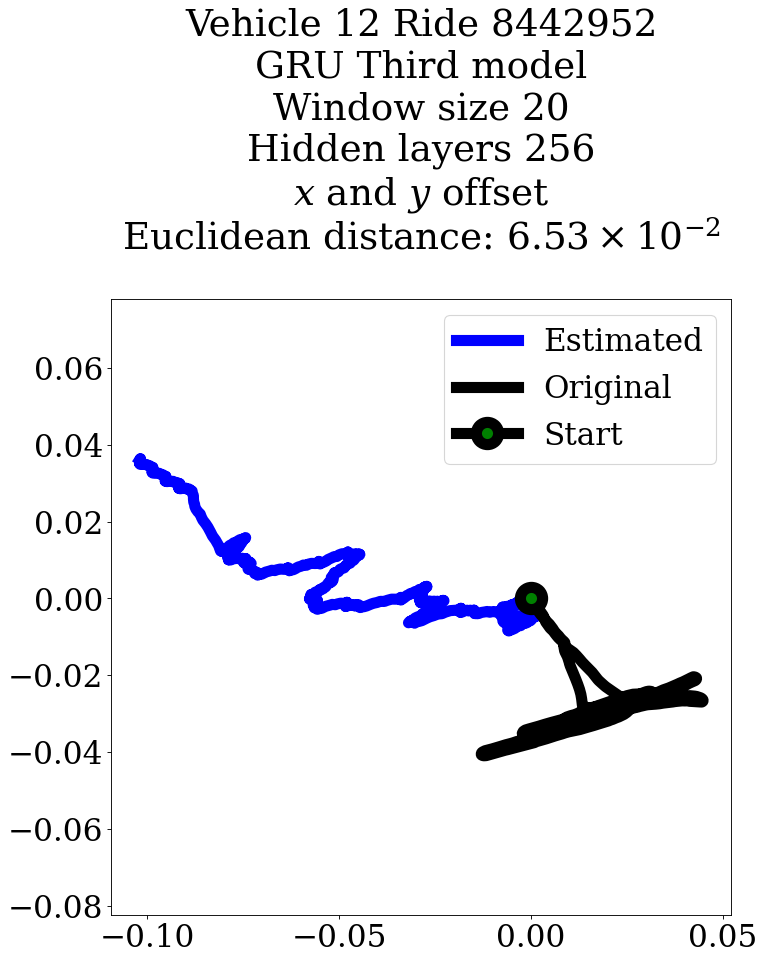 Vehicle 12 Ride 8442952
GRU Third model
Window size 20
Hidden layers 256
x and y offset
Euclidean distance: 6.53 × 10⁻²
Estimated
Original
Start
0.06
0.04
0.02
0.00
−0.02
−0.04
−0.06
−0.08
−0.10 −0.05 0.00 0.05